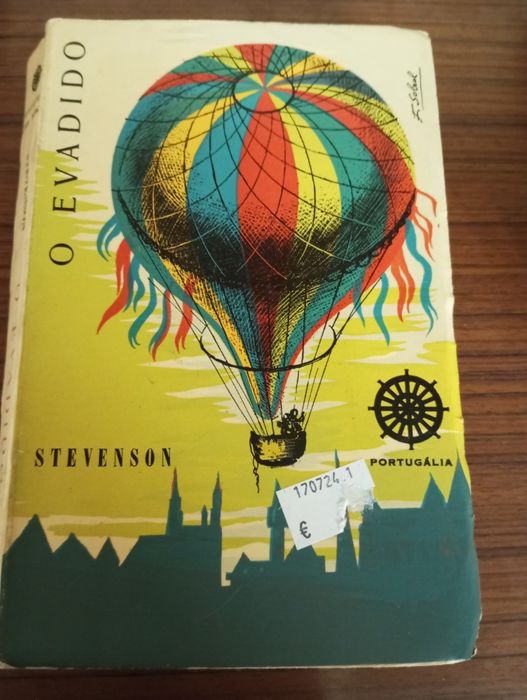 O EVADIDO
STEVENSON
PORTUGÁLIA
170724.1
€